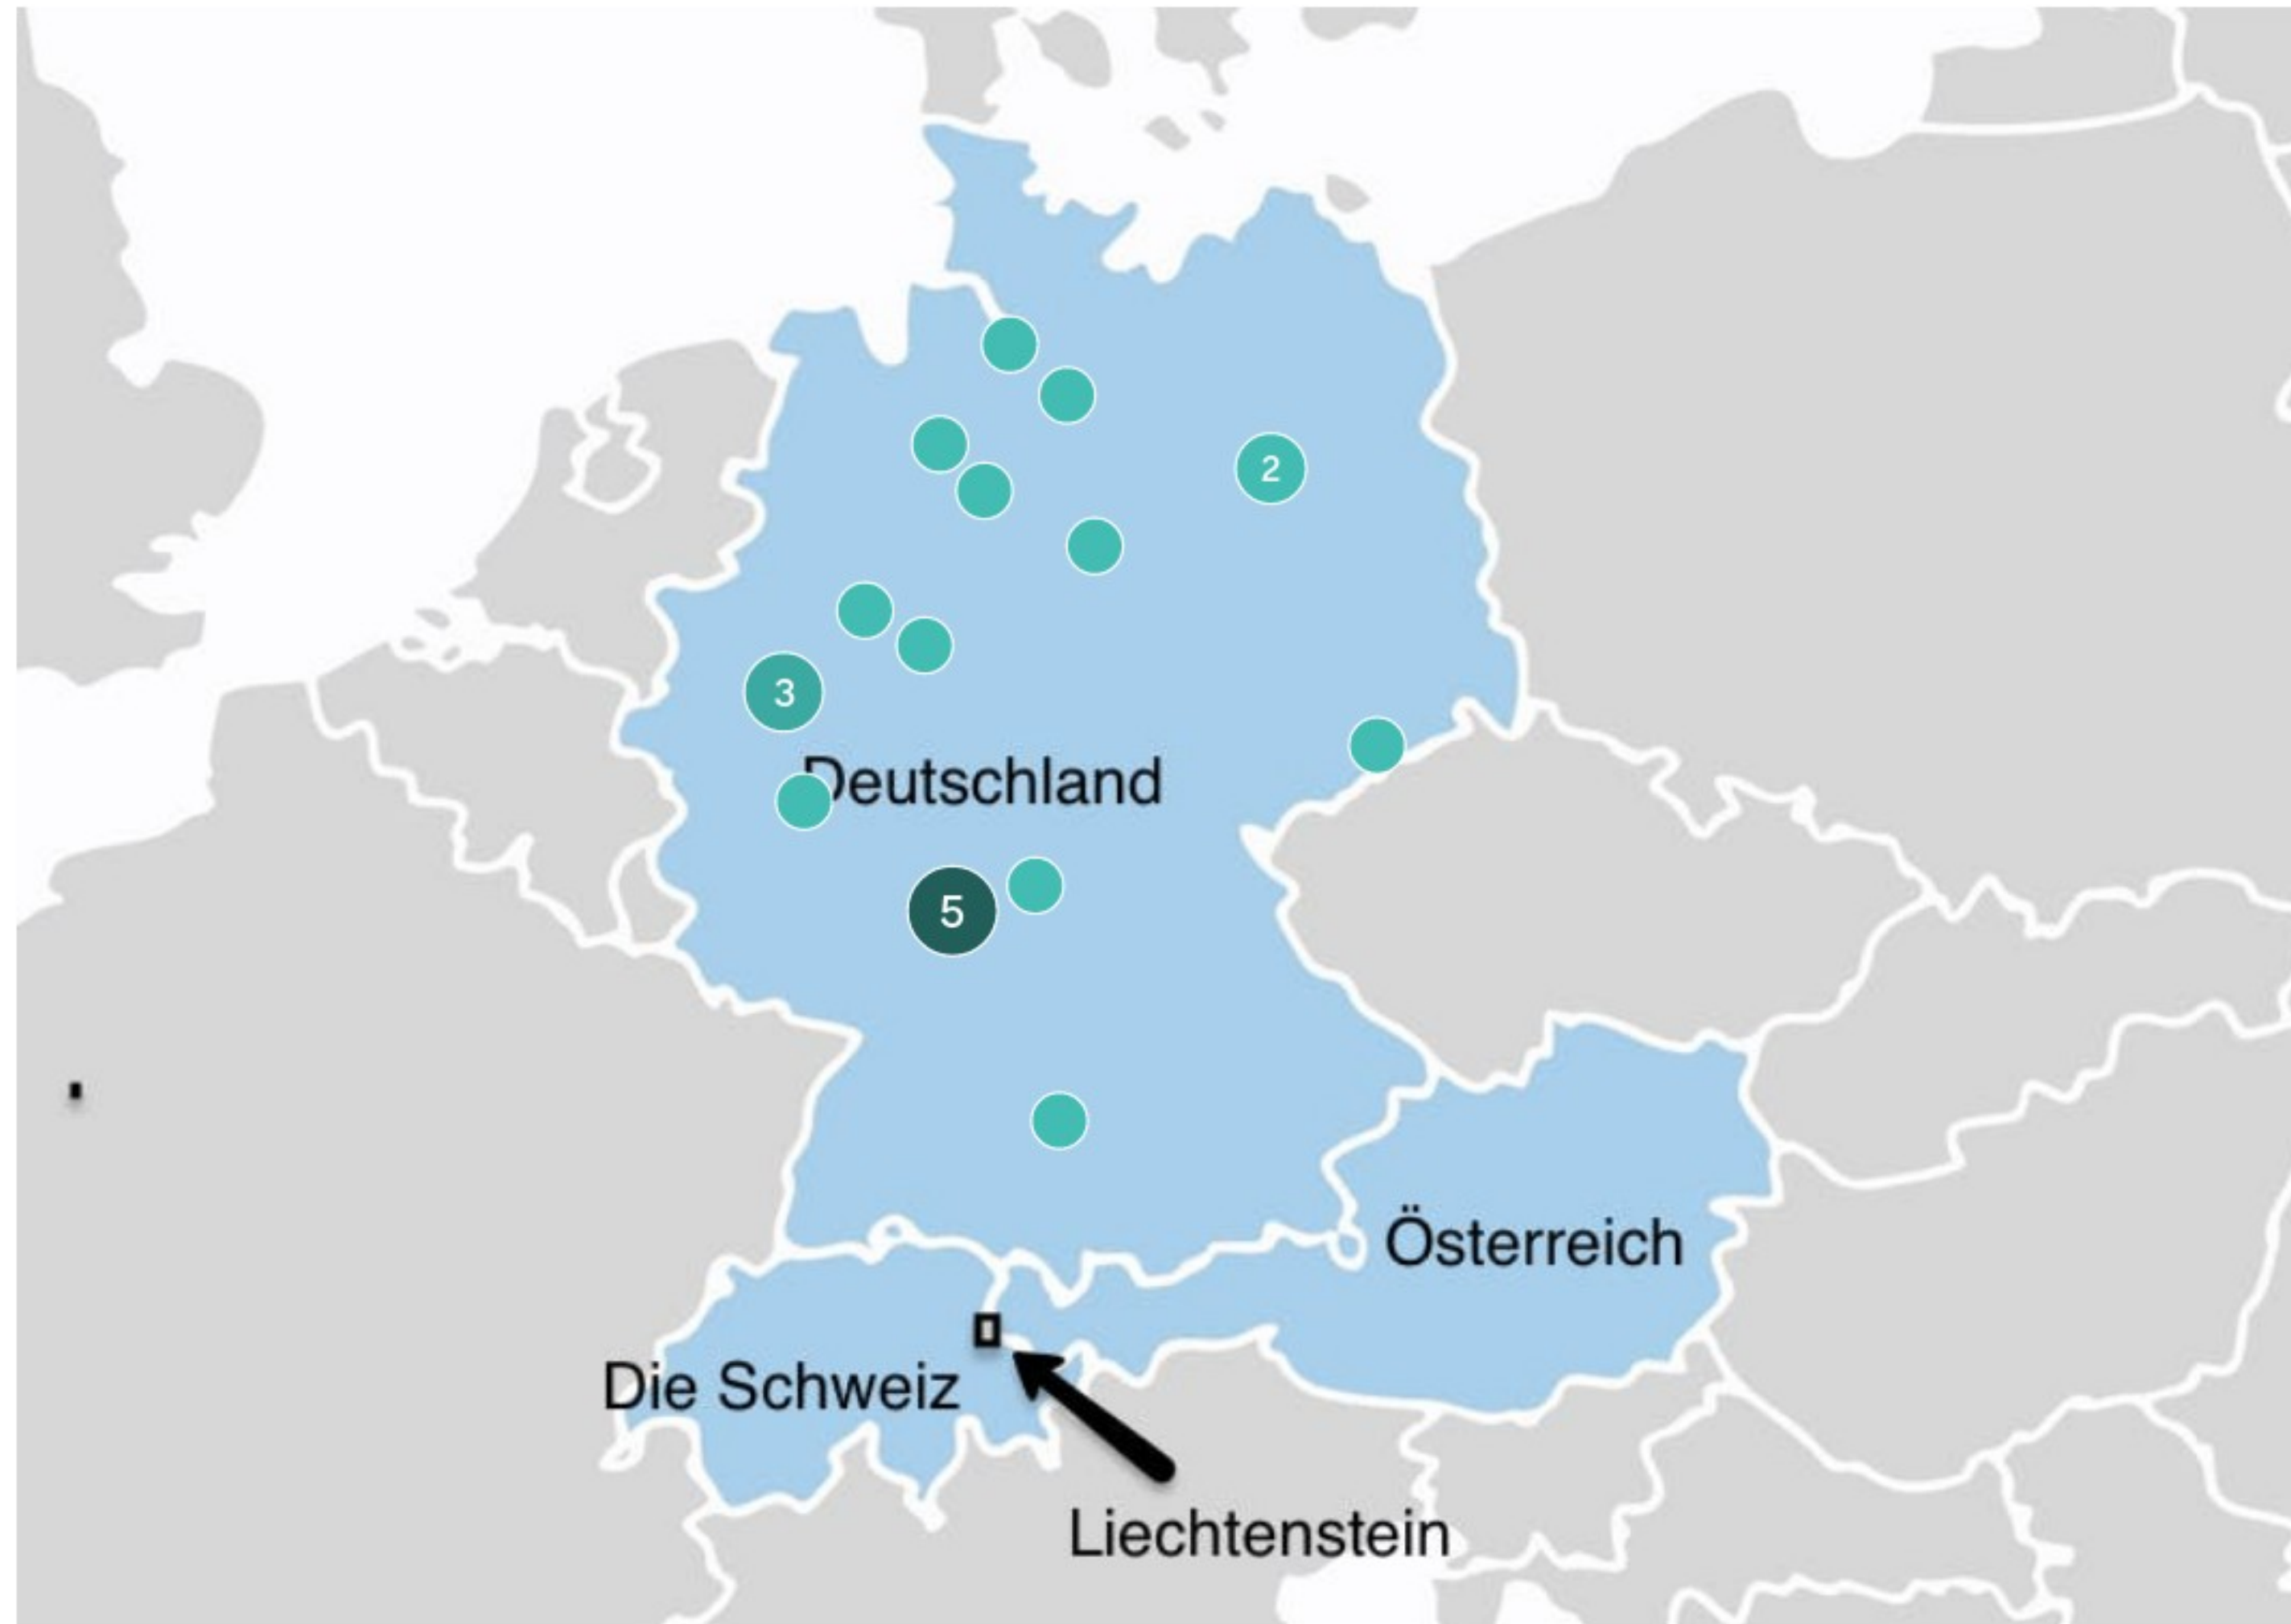 2
3
Deutschland
5
Österreich
Die Schweiz
Liechtenstein